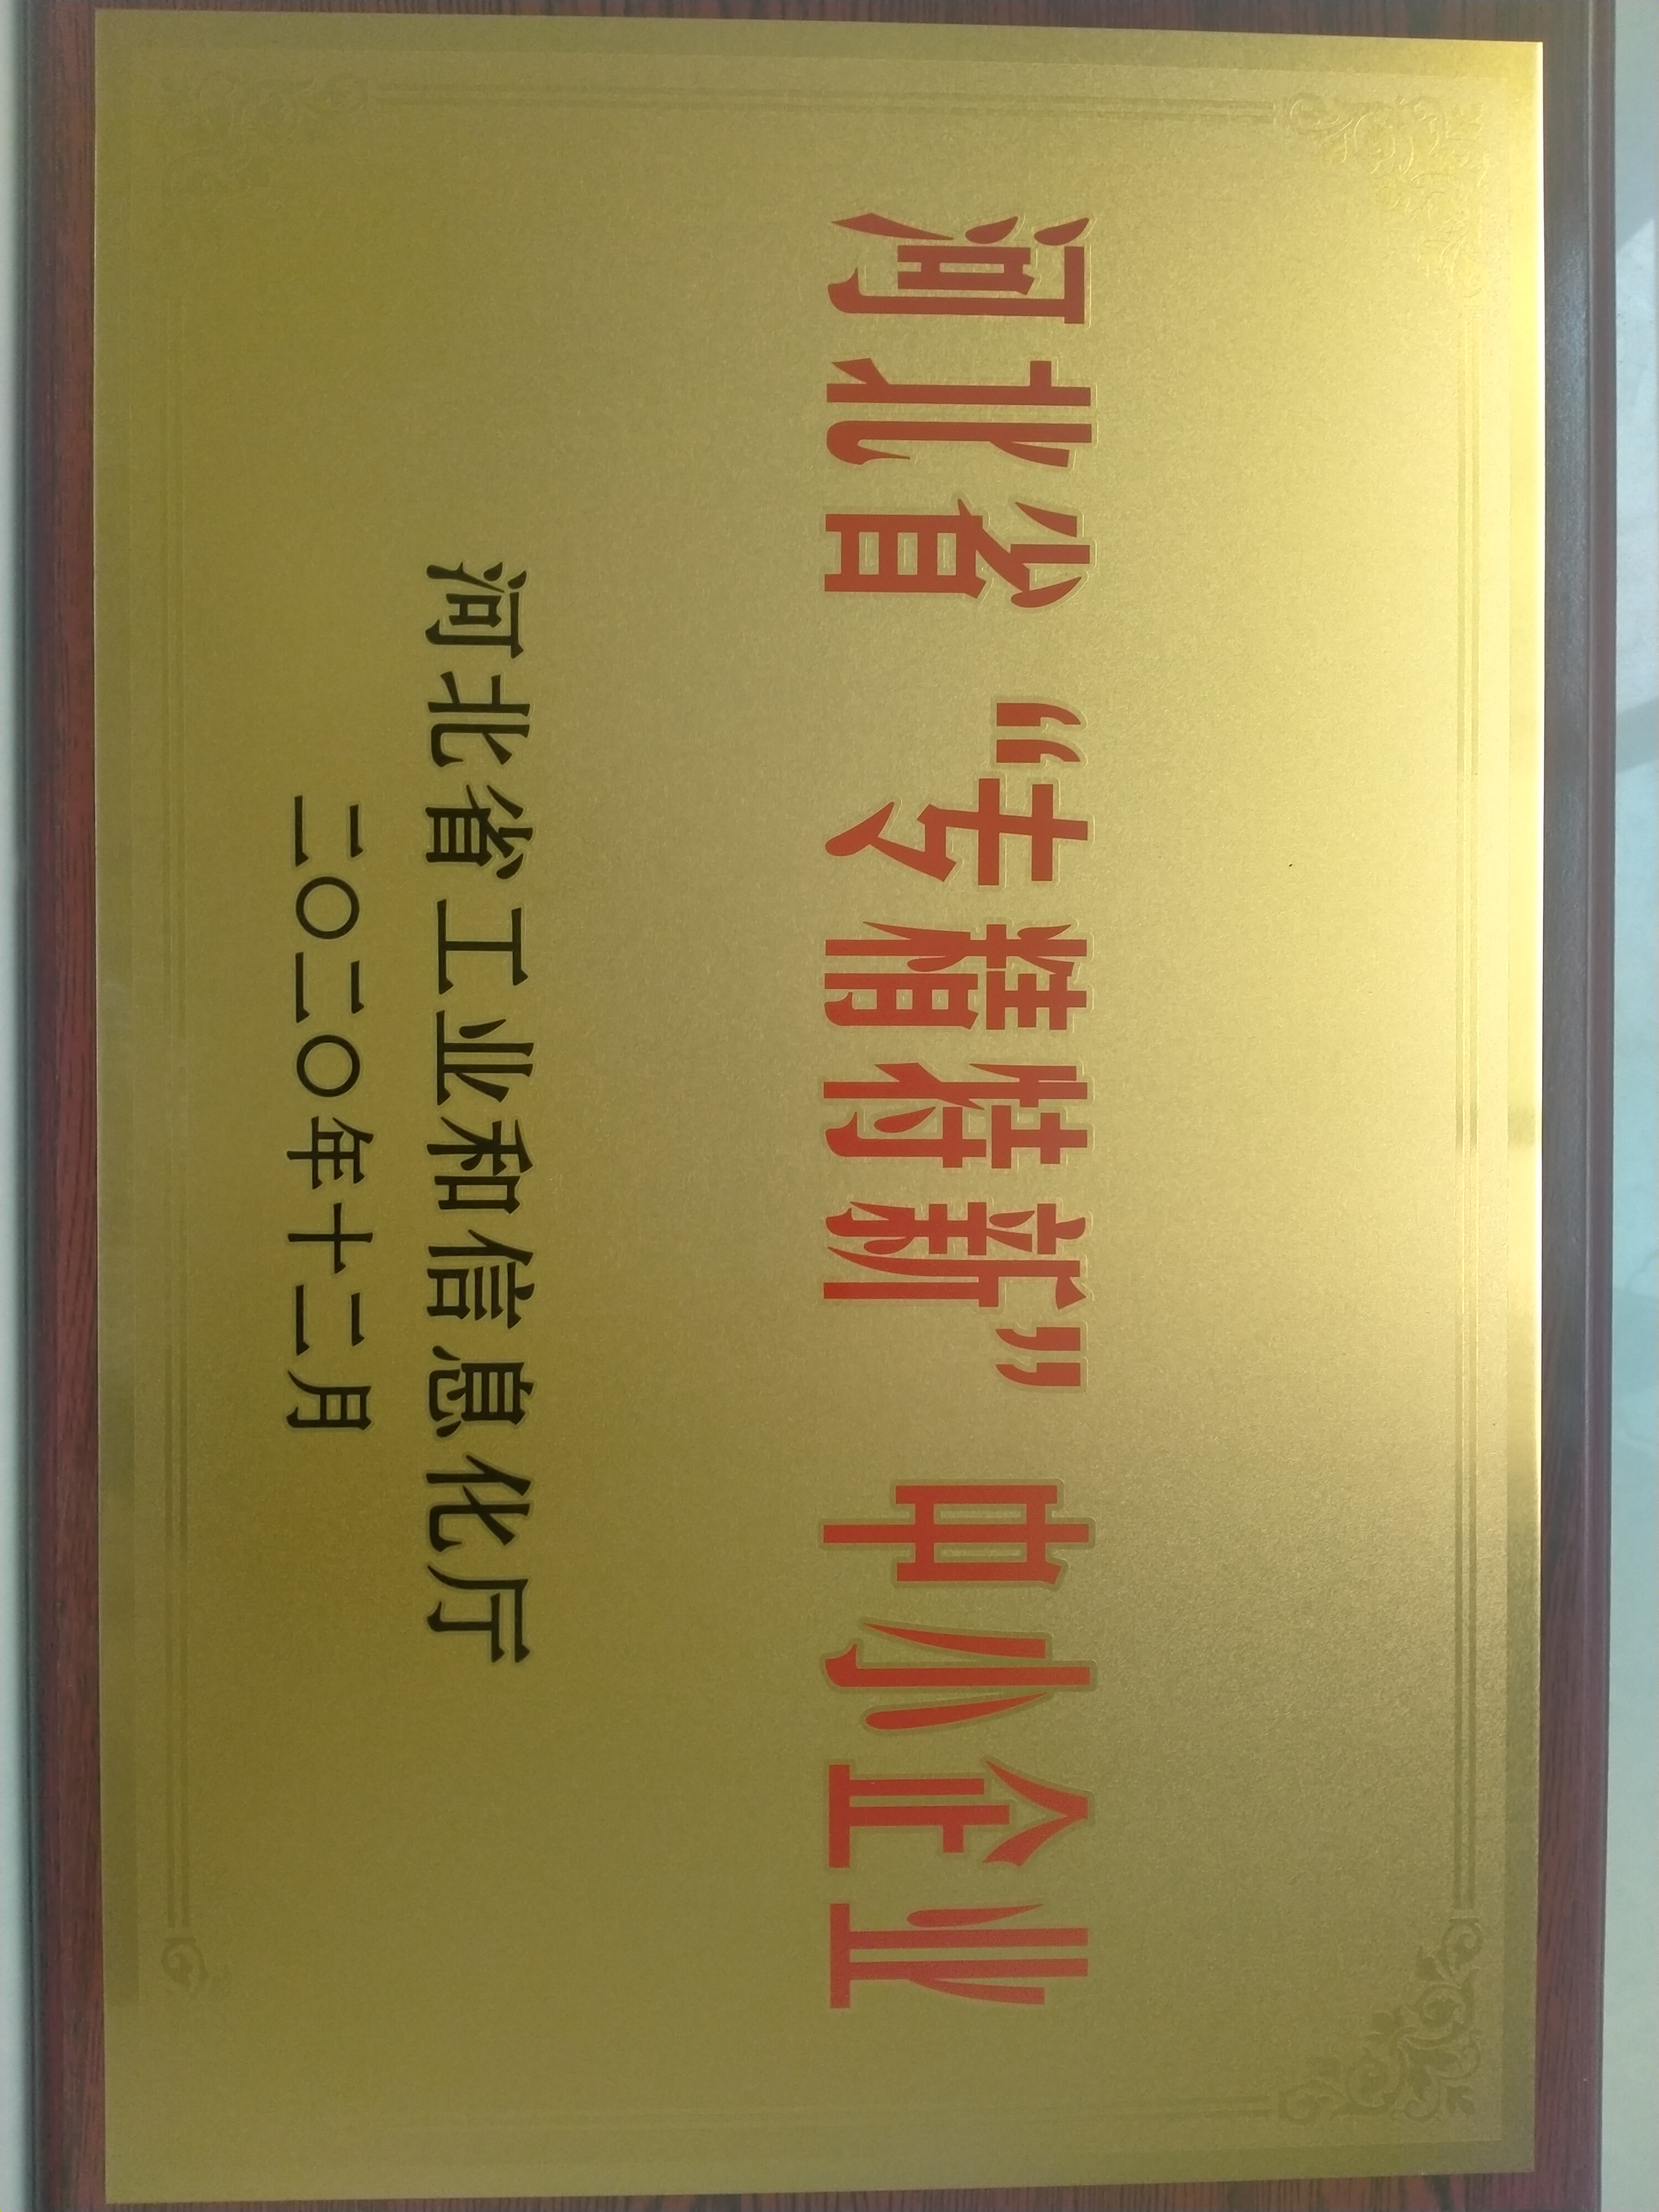 河北省“专精特新”中小企业
河北省工业和信息化厅
二〇二〇年十二月